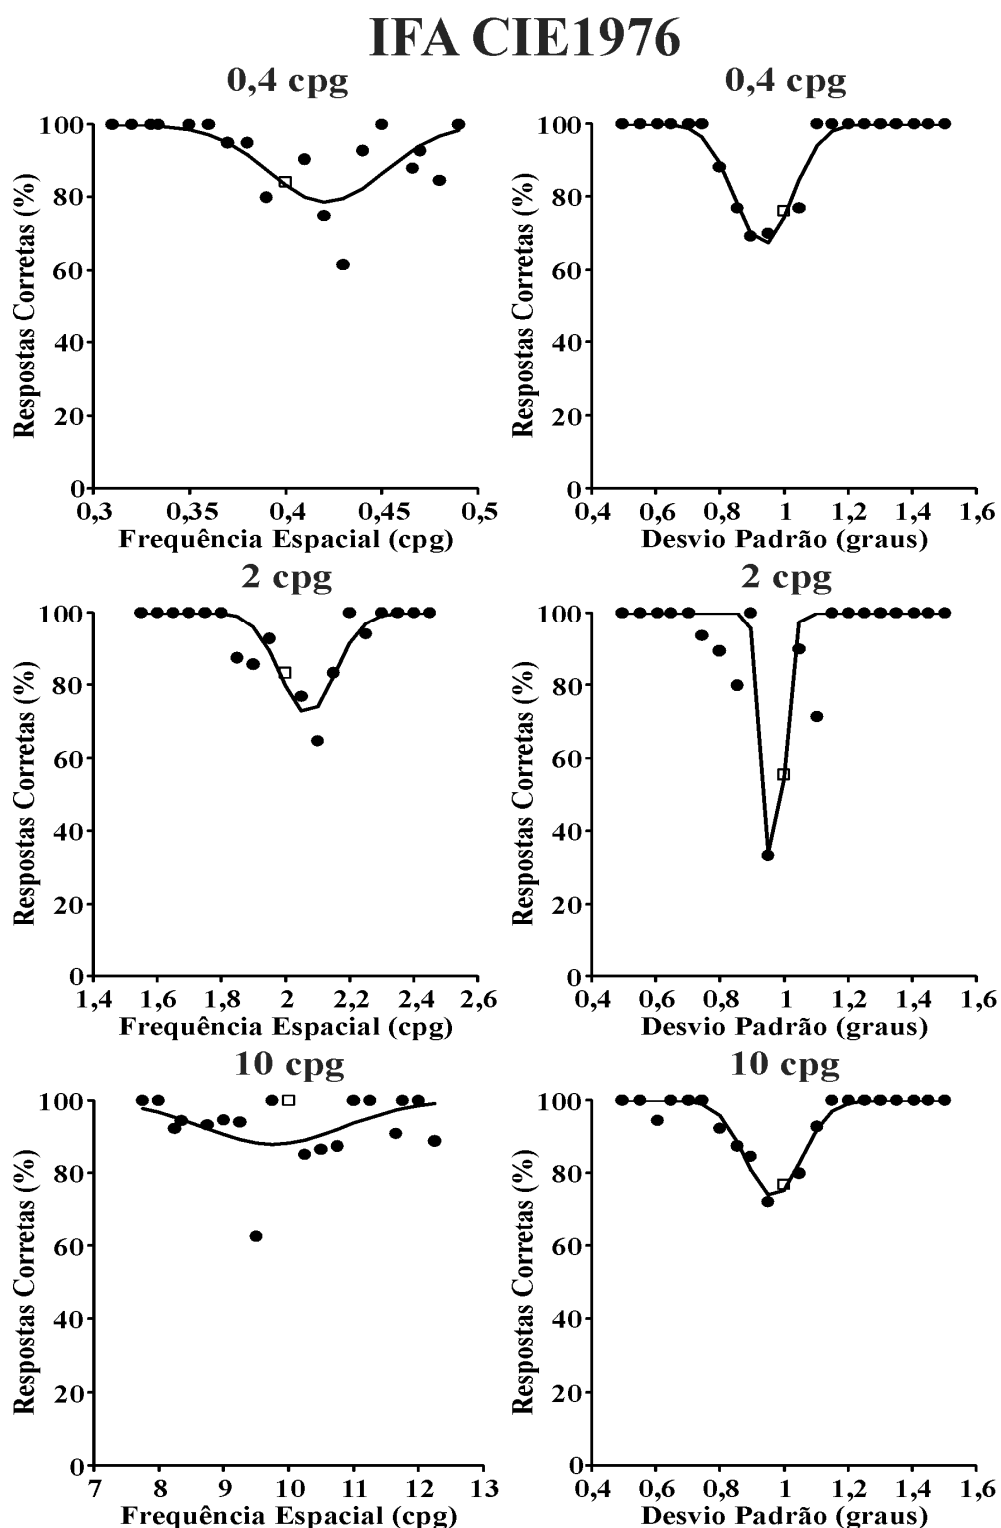 IFA CIE1976
0,4 cpg
0,4 cpg
Respostas Corretas (%)
100
80
60
40
20
0
0,3 0,35 0,4 0,45 0,5
Frequência Espacial (cpg)
Respostas Corretas (%)
100
80
60
40
20
0
0,4 0,6 0,8 1 1,2 1,4 1,6
Desvio Padrão (graus)
2 cpg
2 cpg
Respostas Corretas (%)
100
80
60
40
20
0
1,4 1,6 1,8 2 2,2 2,4 2,6
Frequência Espacial (cpg)
Respostas Corretas (%)
100
80
60
40
20
0
0,4 0,6 0,8 1 1,2 1,4 1,6
Desvio Padrão (graus)
10 cpg
10 cpg
Respostas Corretas (%)
100
80
60
40
20
0
7 8 9 10 11 12 13
Frequência Espacial (cpg)
Respostas Corretas (%)
100
80
60
40
20
0
0,4 0,6 0,8 1 1,2 1,4 1,6
Desvio Padrão (graus)